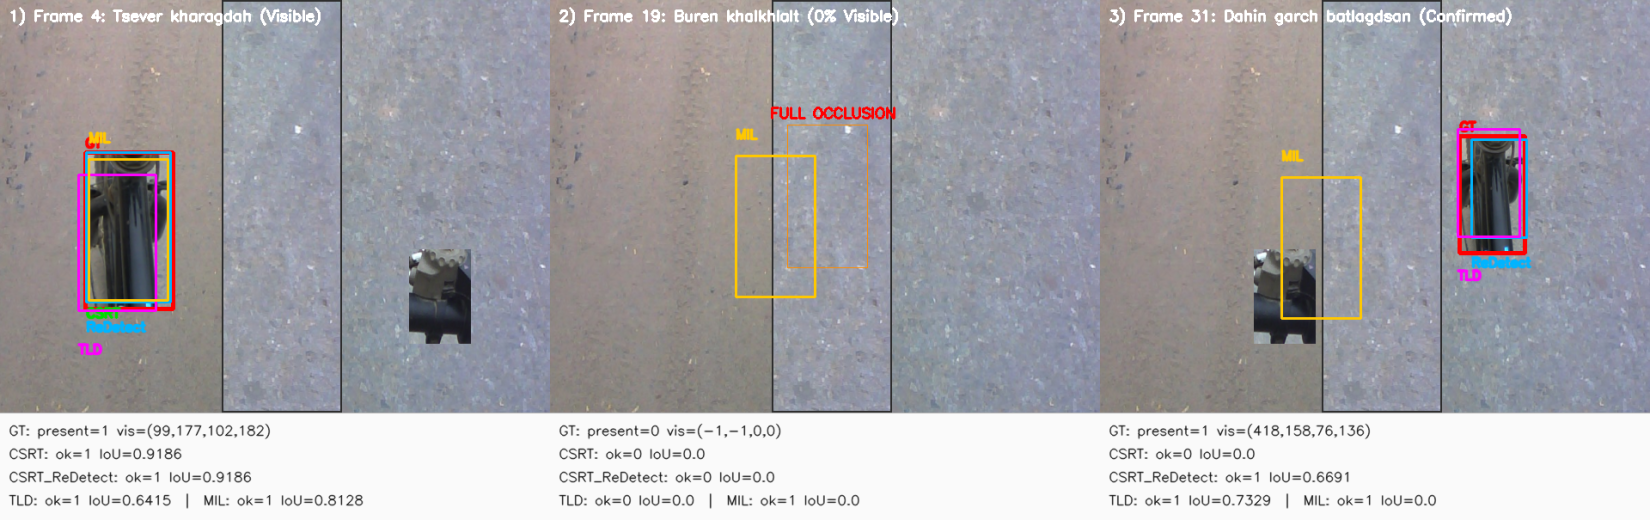 1) Frame 4: Tsever kharagdah (Visible)
GT
MIL
CSRT
ReDetect
TLD
GT: present=1 vis=(99,177,102,182)
CSRT: ok=1 IoU=0.9186
CSRT_ReDetect: ok=1 IoU=0.9186
TLD: ok=1 IoU=0.6415 | MIL: ok=1 IoU=0.8128
2) Frame 19: Buren khalkhlalt (0% Visible)
FULL OCCLUSION
MIL
GT: present=0 vis=(-1,-1,0,0)
CSRT: ok=0 IoU=0.0
CSRT_ReDetect: ok=0 IoU=0.0
TLD: ok=0 IoU=0.0 | MIL: ok=1 IoU=0.0
3) Frame 31: Dahin garch batlagdsan (Confirmed)
GT
MIL
ReDetect
TLD
GT: present=1 vis=(418,158,76,136)
CSRT: ok=0 IoU=0.0
CSRT_ReDetect: ok=1 IoU=0.6691
TLD: ok=1 IoU=0.7329 | MIL: ok=1 IoU=0.0